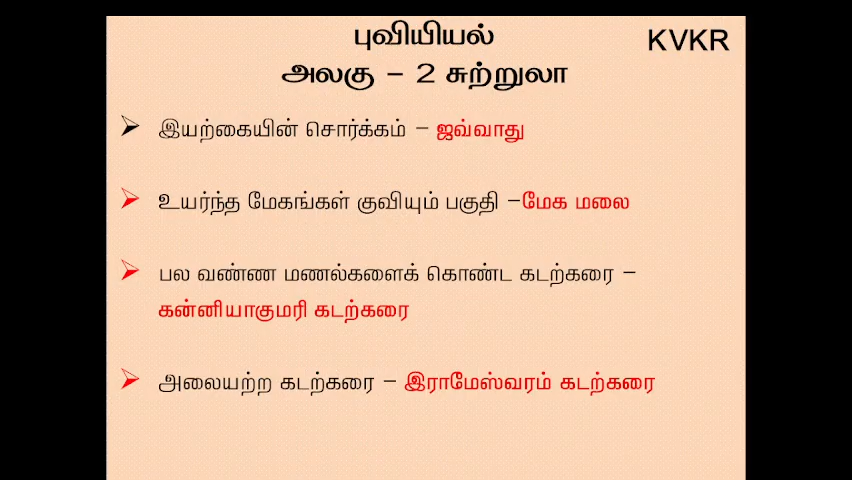 புவியியல்
KVKR
அலகு – 2 சுற்றுலா
➤ இயற்கையின் சொர்க்கம் – ஜவ்வாது
➤ உயர்ந்த மேகங்கள் குவியும் பகுதி –மேக மலை
➤ பல வண்ண மணல்களைக் கொண்ட கடற்கரை –
கன்னியாகுமரி கடற்கரை
➤ அலையற்ற கடற்கரை – இராமேஸ்வரம் கடற்கரை